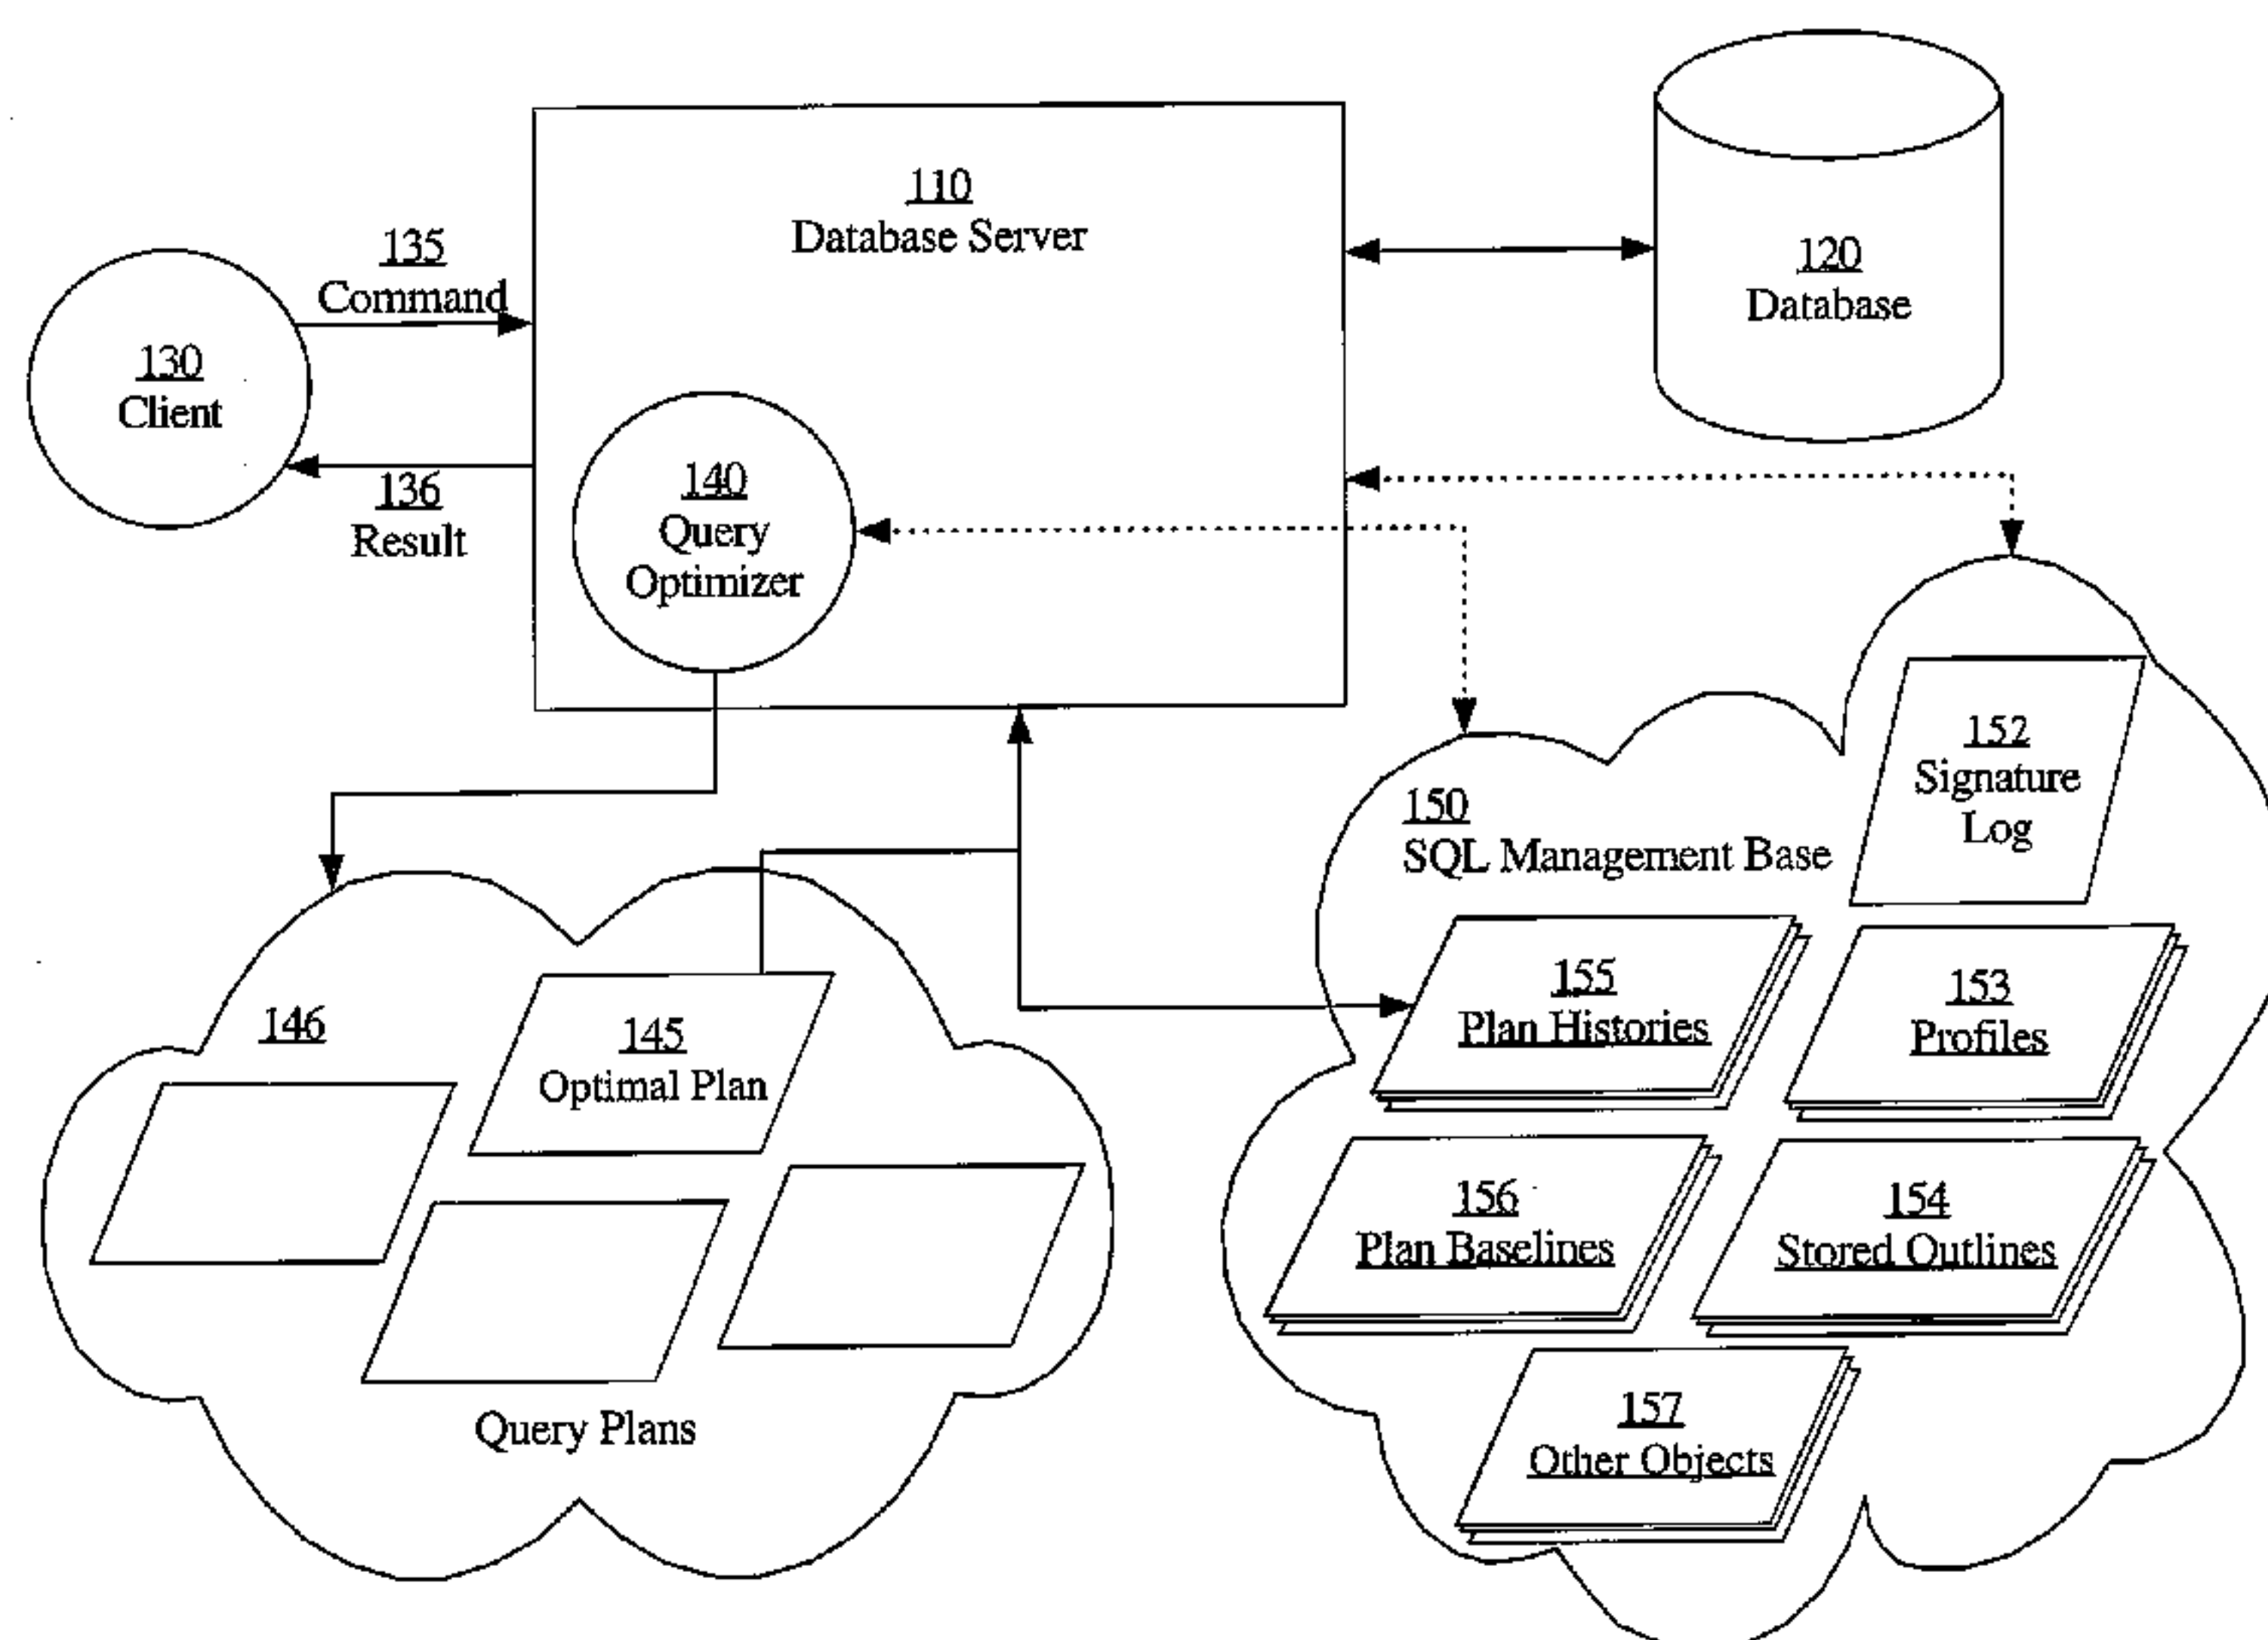 110
Database Server
120
Database
135
Command
130
Client
136
Result
140
Query
Optimizer
152
Signature
Log
150
SQL Management Base
155
Plan Histories
153
Profiles
146
145
Optimal Plan
156
Plan Baselines
154
Stored Outlines
157
Other Objects
Query Plans